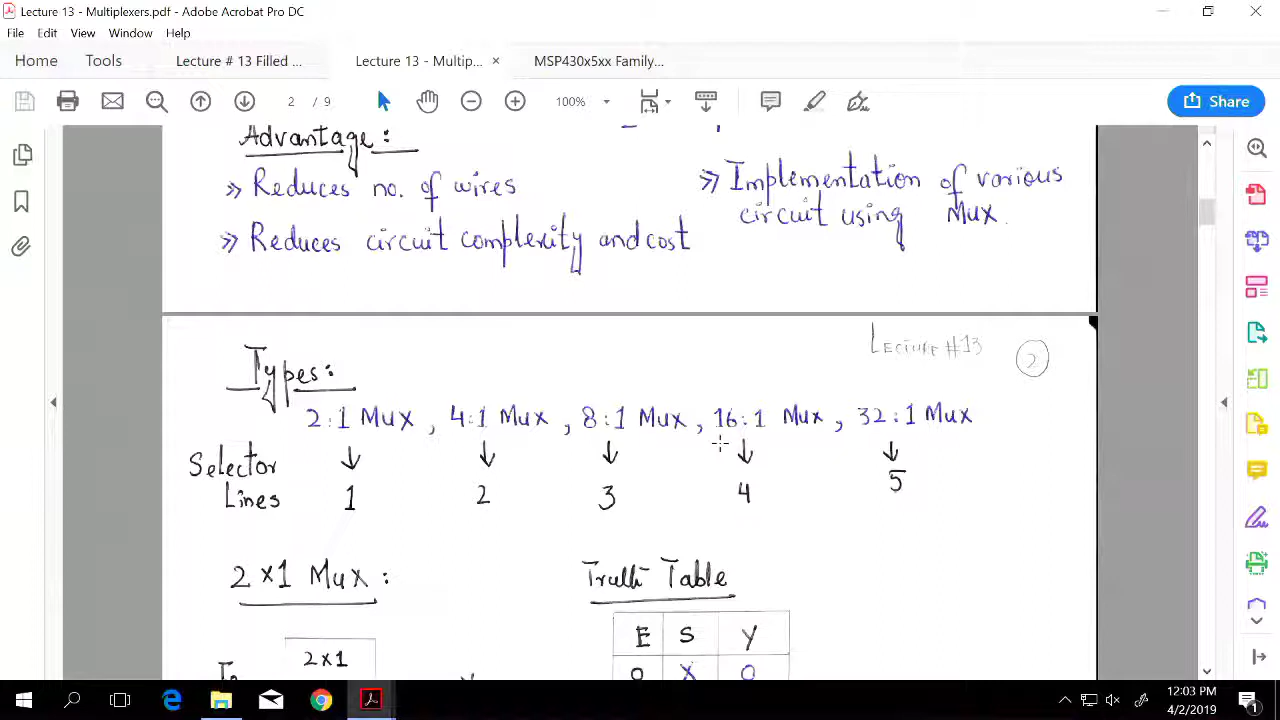 Lecture 13 - Multiplexers.pdf - Adobe Acrobat Pro DC
File Edit View Window Help
Home Tools Lecture # 13 Filled ... Lecture 13 - Multip... × MSP430x5xx Family...
2 / 9 100% Share
Advantage:
» Reduces no. of wires
» Reduces circuit complexity and cost
» Implementation of various
circuit using Mux.
Lecture #13 2
Types:
2:1 Mux, 4:1 Mux, 8:1 Mux, 16:1 Mux, 32:1 Mux
Selector ↓ ↓ ↓ ↓ ↓
Lines 1 2 3 4 5
2×1 Mux: Truth Table
E S Y
2×1
0 X 0
12:03 PM
4/2/2019
1